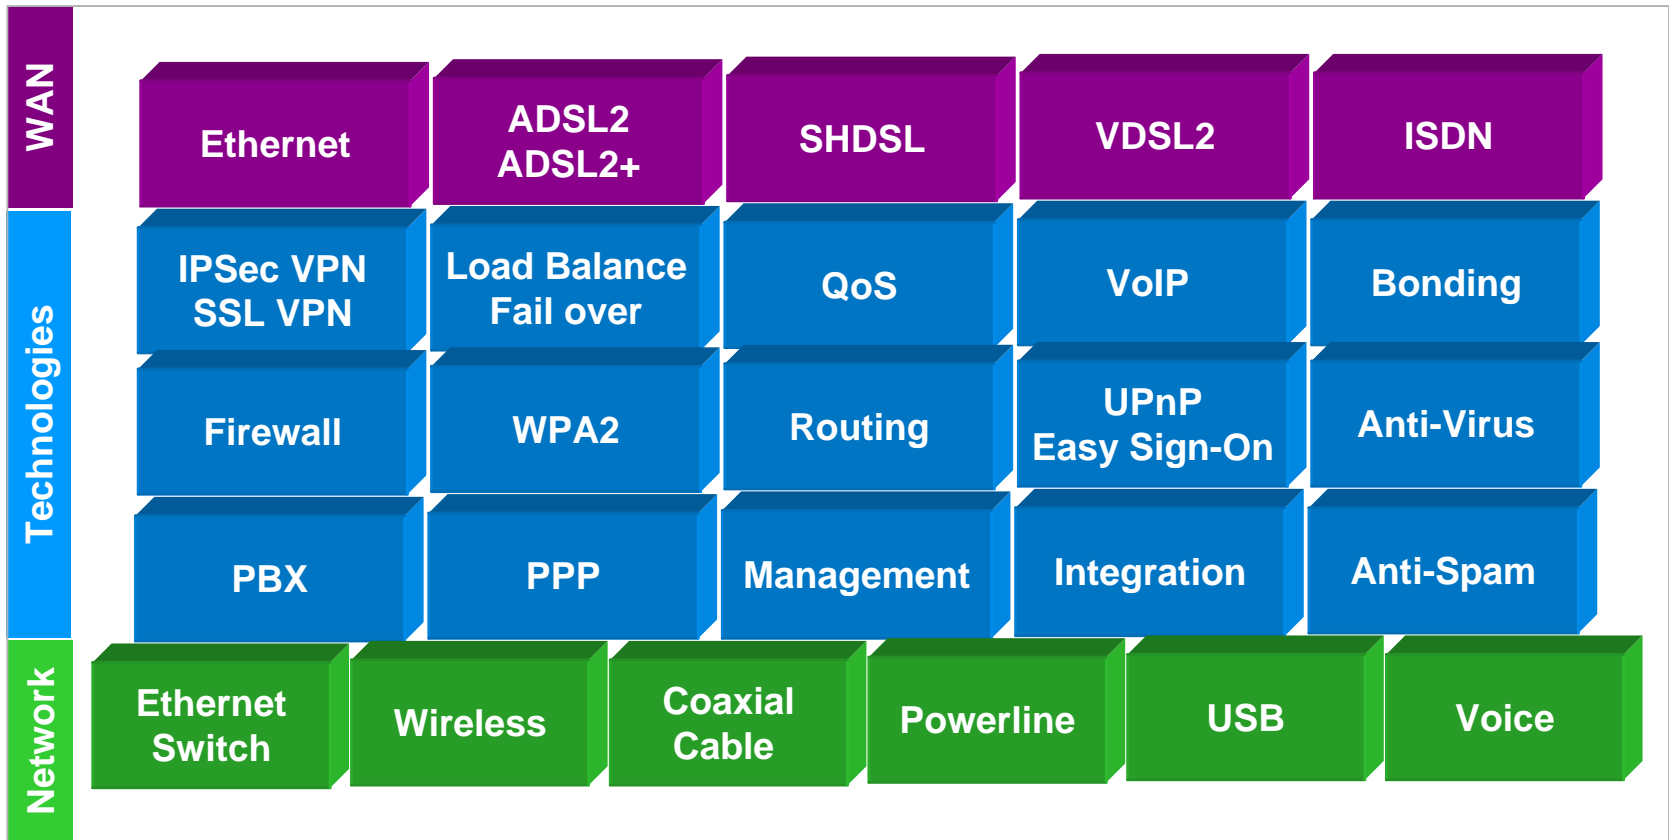 WAN
Ethernet
ADSL2
ADSL2+
SHDSL
VDSL2
ISDN
Technologies
IPSec VPN
SSL VPN
Load Balance
Fail over
QoS
VoIP
Bonding
Firewall
WPA2
Routing
UPnP
Easy Sign-On
Anti-Virus
PBX
PPP
Management
Integration
Anti-Spam
Network
Ethernet
Switch
Wireless
Coaxial
Cable
Powerline
USB
Voice